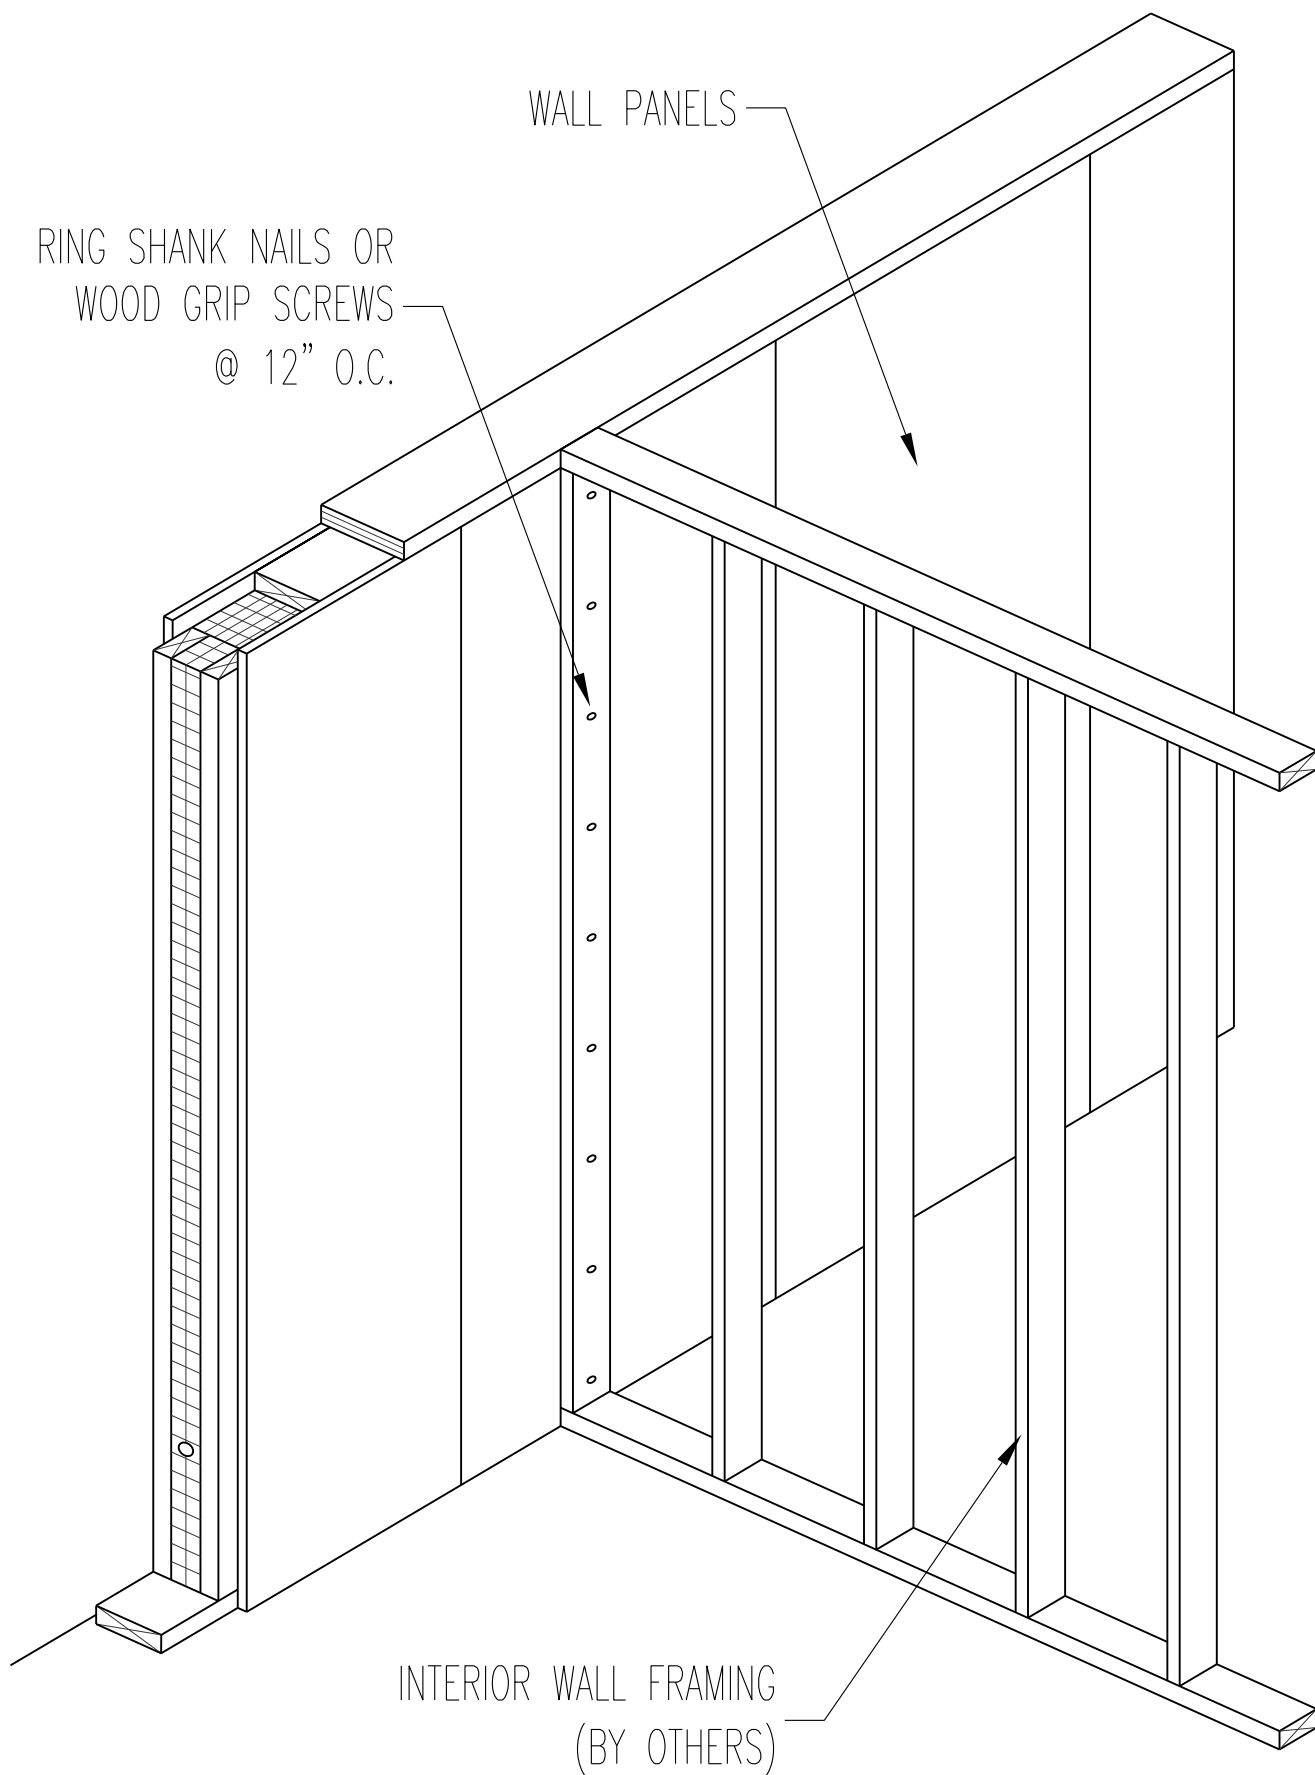 WALL PANELS
RING SHANK NAILS OR
WOOD GRIP SCREWS
@ 12" O.C.
INTERIOR WALL FRAMING
(BY OTHERS)